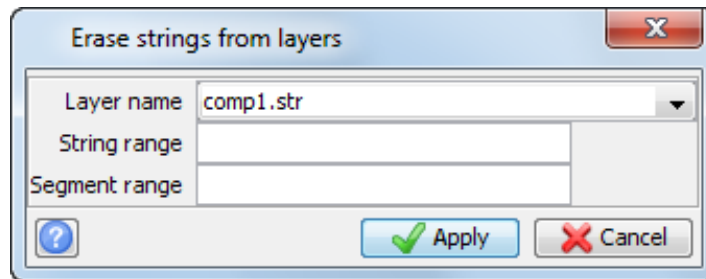 Erase strings from layers
Layer name comp1.str
String range
Segment range
Apply Cancel